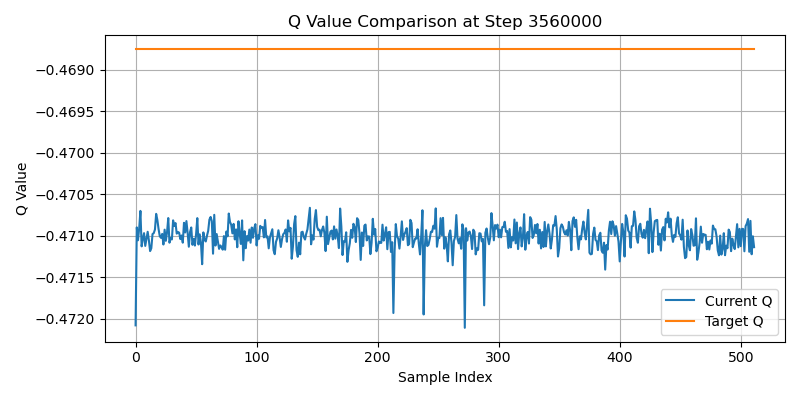 Q Value Comparison at Step 3560000
Q Value
−0.4690
−0.4695
−0.4700
−0.4705
−0.4710
−0.4715
−0.4720
0
100
200
300
400
500
Sample Index
Current Q
Target Q